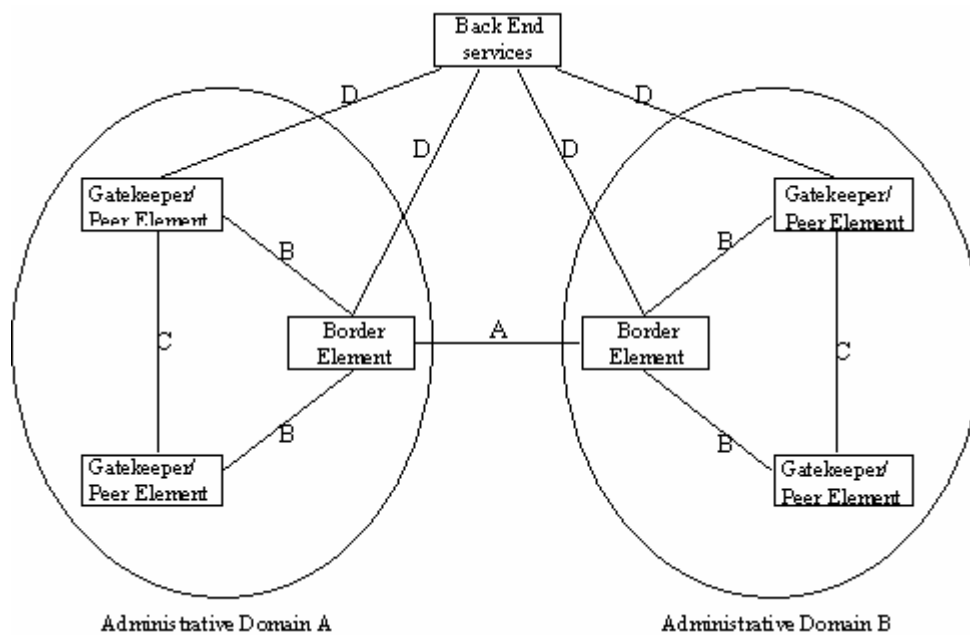 Back End
services
D
D
D
D
Gatekeeper/
Peer Element
Gatekeeper/
Peer Element
B
B
Border
Element
A
Border
Element
C
C
B
B
Gatekeeper/
Peer Element
Gatekeeper/
Peer Element
Administrative Domain A
Administrative Domain B